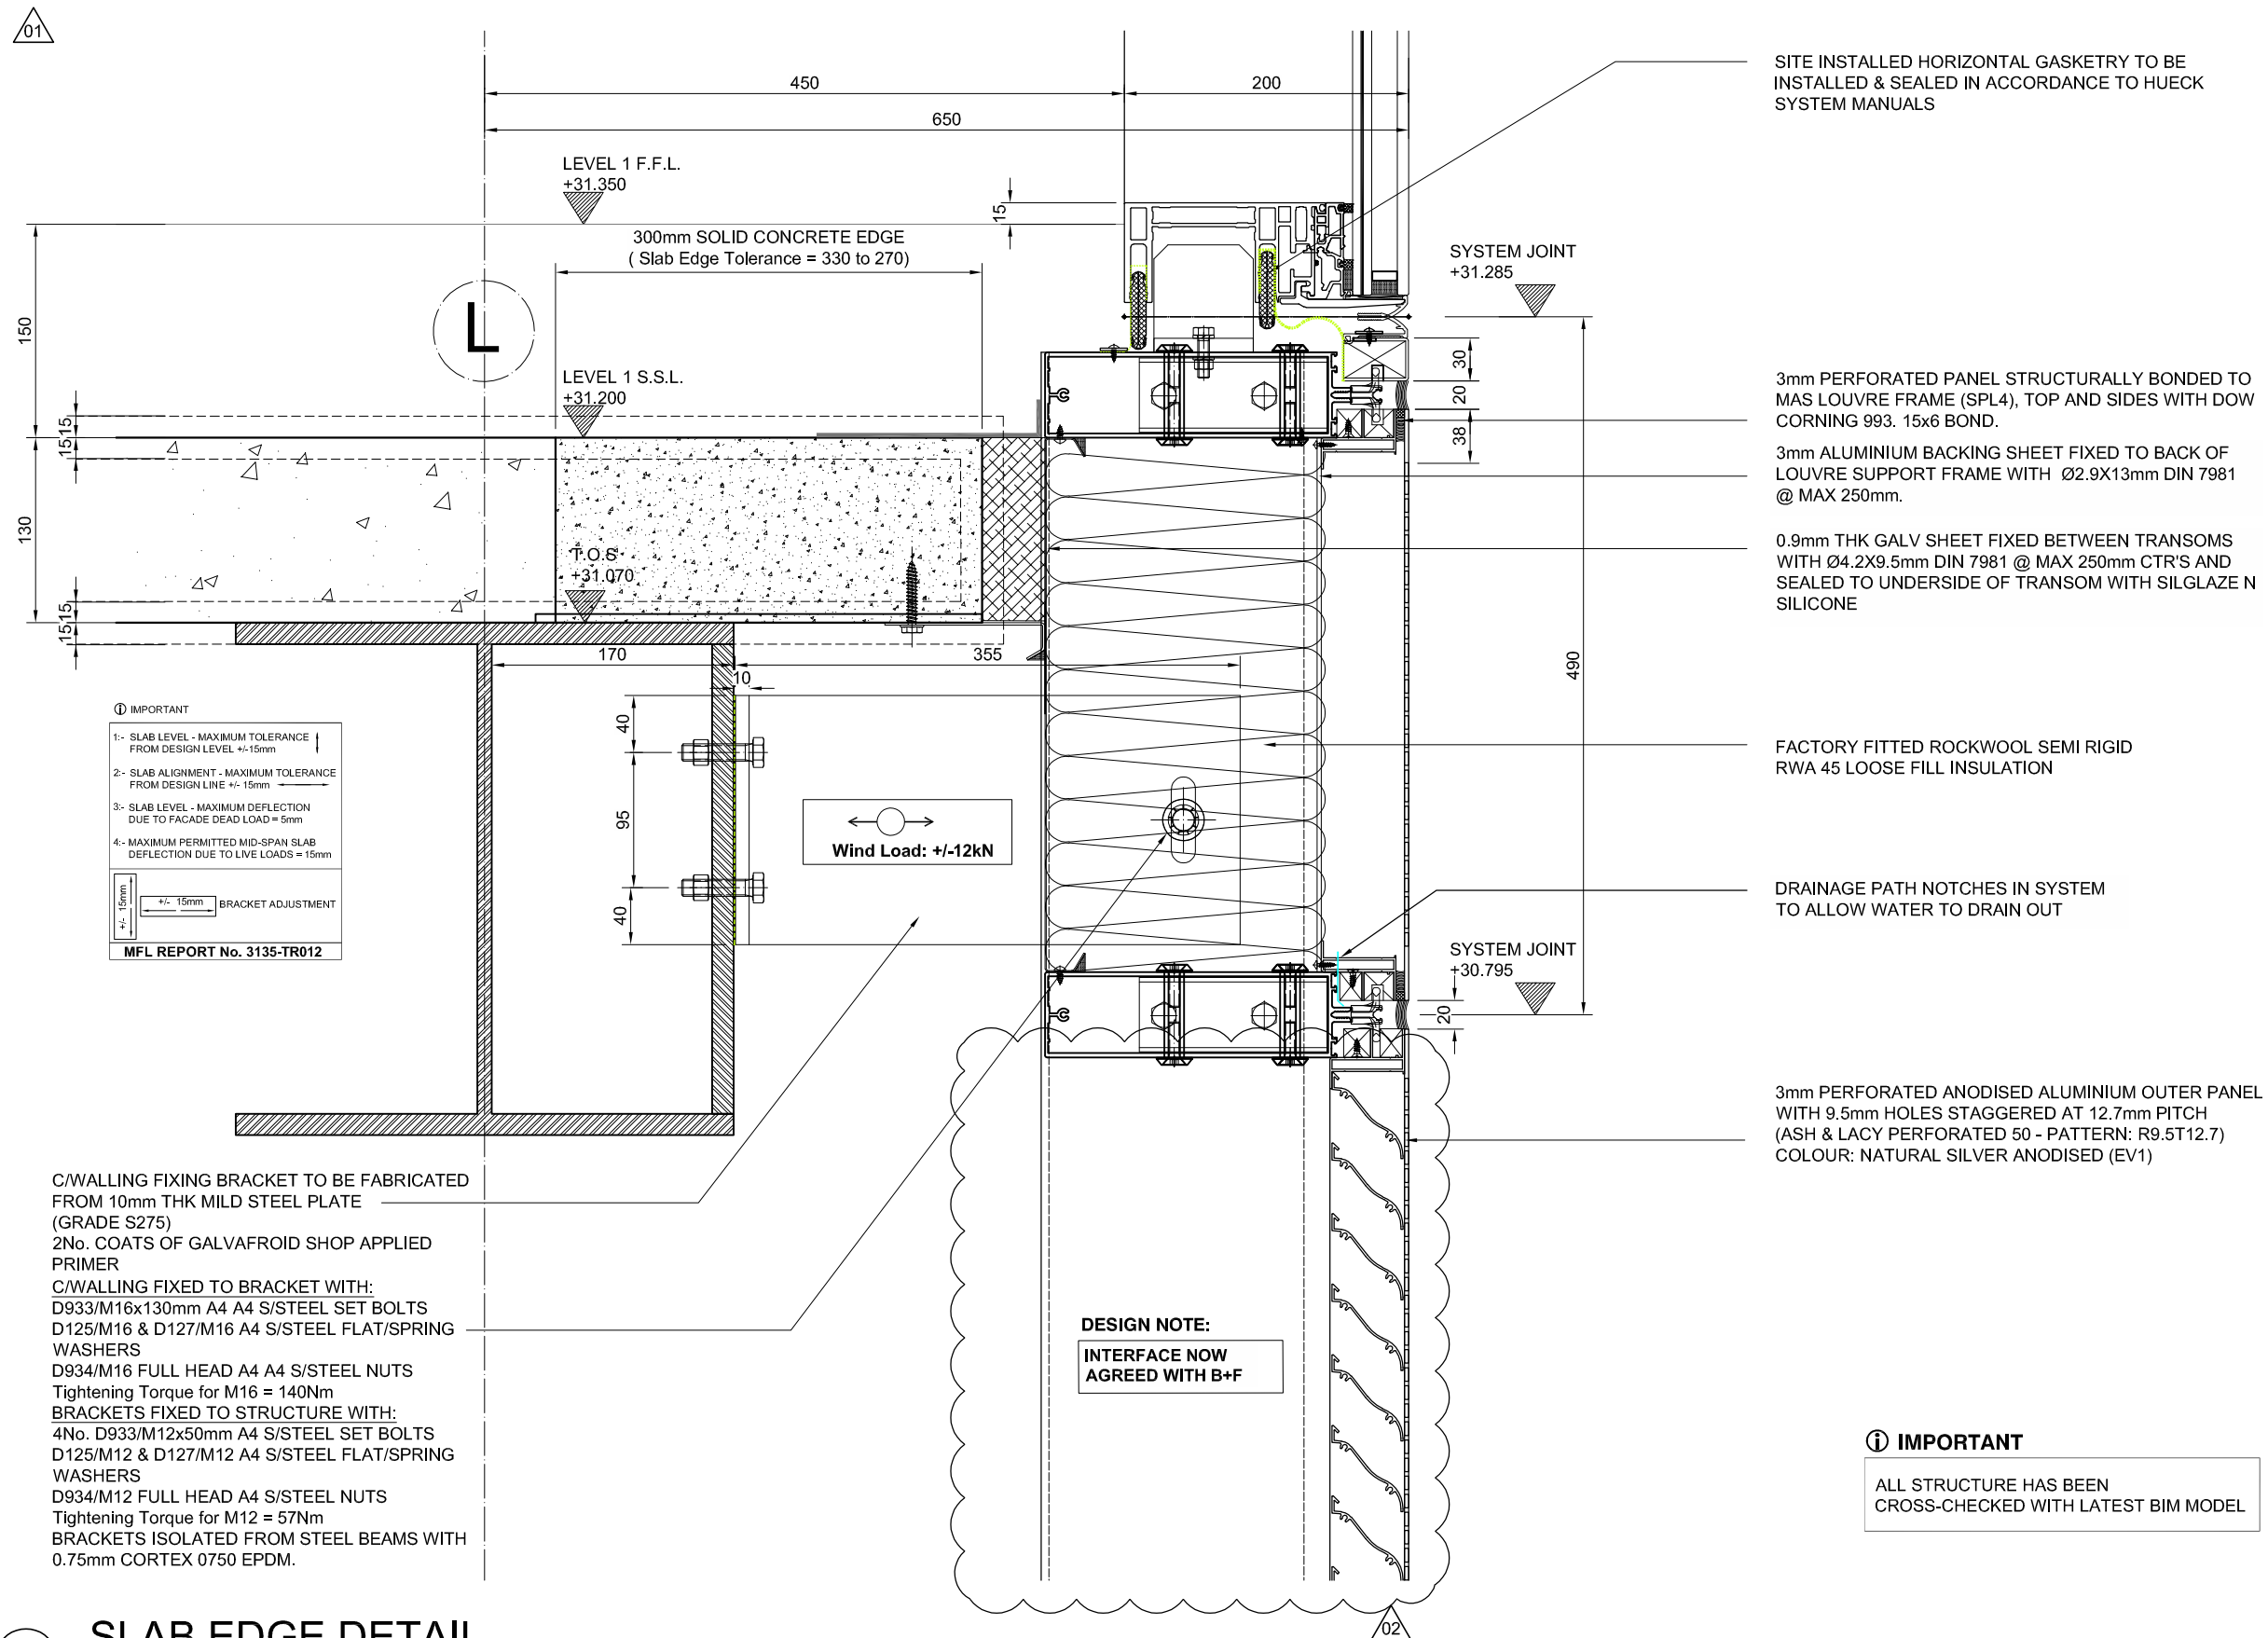 01
450
200
650
SITE INSTALLED HORIZONTAL GASKETRY TO BE
INSTALLED & SEALED IN ACCORDANCE TO HUECK
SYSTEM MANUALS
LEVEL 1 F.F.L.
+31.350
15
300mm SOLID CONCRETE EDGE
( Slab Edge Tolerance = 330 to 270)
SYSTEM JOINT
+31.285
150
L
LEVEL 1 S.S.L.
+31.200
30
20
38
3mm PERFORATED PANEL STRUCTURALLY BONDED TO
MAS LOUVRE FRAME (SPL4), TOP AND SIDES WITH DOW
CORNING 993. 15x6 BOND.
15
15
3mm ALUMINIUM BACKING SHEET FIXED TO BACK OF
LOUVRE SUPPORT FRAME WITH Ø2.9X13mm DIN 7981
@ MAX 250mm.
130
T.O.S
+31.070
0.9mm THK GALV SHEET FIXED BETWEEN TRANSOMS
WITH Ø4.2X9.5mm DIN 7981 @ MAX 250mm CTR'S AND
SEALED TO UNDERSIDE OF TRANSOM WITH SILGLAZE N
SILICONE
15
15
170
355
10
490
40
95
40
IMPORTANT
1:- SLAB LEVEL - MAXIMUM TOLERANCE
FROM DESIGN LEVEL +/-15mm
2:- SLAB ALIGNMENT - MAXIMUM TOLERANCE
FROM DESIGN LINE +/- 15mm
3:- SLAB LEVEL - MAXIMUM DEFLECTION
DUE TO FACADE DEAD LOAD = 5mm
4:- MAXIMUM PERMITTED MID-SPAN SLAB
DEFLECTION DUE TO LIVE LOADS = 15mm
+/- 15mm
+/- 15mm
BRACKET ADJUSTMENT
MFL REPORT No. 3135-TR012
Wind Load: +/-12kN
FACTORY FITTED ROCKWOOL SEMI RIGID
RWA 45 LOOSE FILL INSULATION
DRAINAGE PATH NOTCHES IN SYSTEM
TO ALLOW WATER TO DRAIN OUT
SYSTEM JOINT
+30.795
20
3mm PERFORATED ANODISED ALUMINIUM OUTER PANEL
WITH 9.5mm HOLES STAGGERED AT 12.7mm PITCH
(ASH & LACY PERFORATED 50 - PATTERN: R9.5T12.7)
COLOUR: NATURAL SILVER ANODISED (EV1)
C/WALLING FIXING BRACKET TO BE FABRICATED
FROM 10mm THK MILD STEEL PLATE
(GRADE S275)
2No. COATS OF GALVAFROID SHOP APPLIED
PRIMER
C/WALLING FIXED TO BRACKET WITH:
D933/M16x130mm A4 A4 S/STEEL SET BOLTS
D125/M16 & D127/M16 A4 S/STEEL FLAT/SPRING
WASHERS
D934/M16 FULL HEAD A4 A4 S/STEEL NUTS
Tightening Torque for M16 = 140Nm
BRACKETS FIXED TO STRUCTURE WITH:
4No. D933/M12x50mm A4 S/STEEL SET BOLTS
D125/M12 & D127/M12 A4 S/STEEL FLAT/SPRING
WASHERS
D934/M12 FULL HEAD A4 S/STEEL NUTS
Tightening Torque for M12 = 57Nm
BRACKETS ISOLATED FROM STEEL BEAMS WITH
0.75mm CORTEX 0750 EPDM.
DESIGN NOTE:
INTERFACE NOW
AGREED WITH B+F
IMPORTANT
ALL STRUCTURE HAS BEEN
CROSS-CHECKED WITH LATEST BIM MODEL
02
SLAB EDGE DETAIL